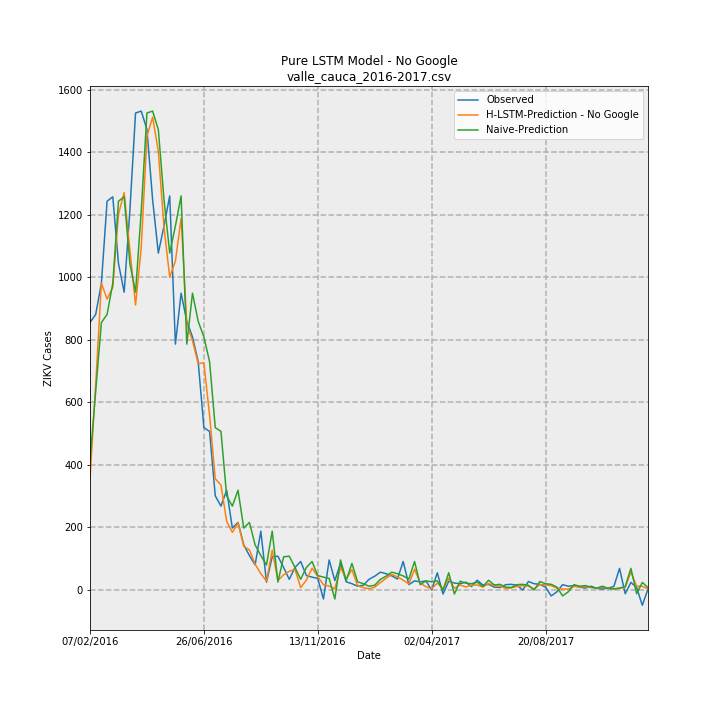 Pure LSTM Model - No Google
valle_cauca_2016-2017.csv
Observed
H-LSTM-Prediction - No Google
Naive-Prediction
ZIKV Cases
1600
1400
1200
1000
800
600
400
200
0
07/02/2016
26/06/2016
13/11/2016
02/04/2017
20/08/2017
Date